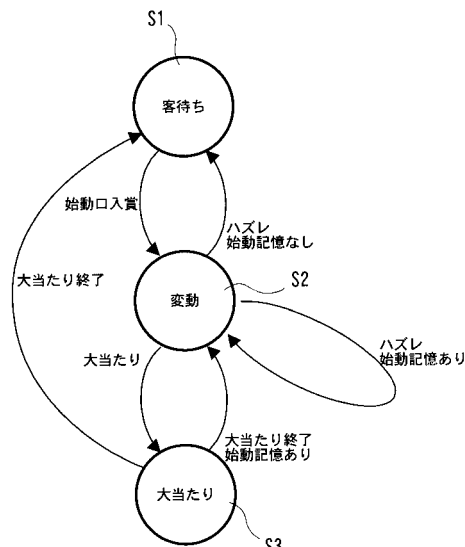 S1
客待ち
始動口入賞
ハズレ
始動記憶なし
大当たり終了
S2
変動
ハズレ
始動記憶あり
大当たり
大当たり終了
始動記憶あり
大当たり
S3